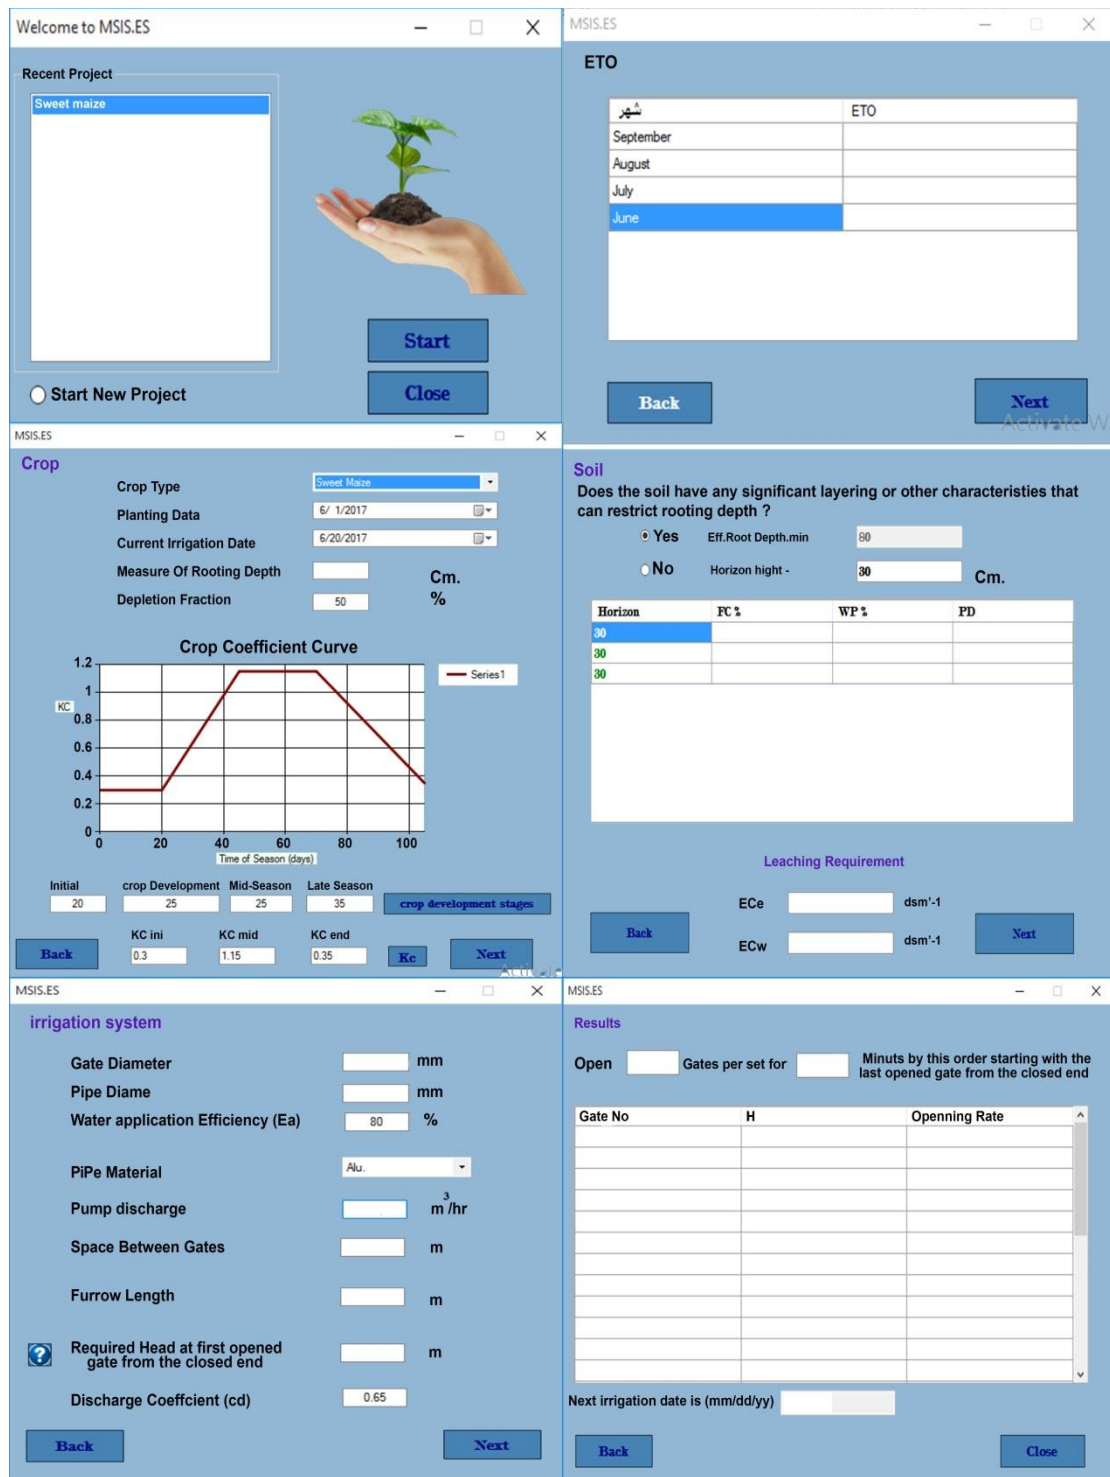 Welcome to MSIS.ES
Recent Project
Sweet maize
Start
Start New Project
Close
MSIS.ES
ETO
شهر ETO
September
August
July
June
Back Next
Activate W
MSIS.ES
Crop
Crop Type Sweet Maize
Planting Data 6/ 1/2017
Current Irrigation Date 6/20/2017
Measure Of Rooting Depth Cm.
Depletion Fraction 50 %
Crop Coefficient Curve
1.2
1
KC
0.8
0.6
0.4
0.2
0
0 20 40 60 80 100
Time of Season (days)
Series1
Initial crop Development Mid-Season Late Season
20 25 25 35 crop development stages
KC ini KC mid KC end
Back 0.3 1.15 0.35 Kc Next
Soil
Does the soil have any significant layering or other characterstics that
can restrict rooting depth ?
Yes Eff.Root Depth.min 80
No Horizon hight - 30 Cm.
Horizon FC % WP % PD
30
30
30
Leaching Requirement
ECe dsm'-1
ECw dsm'-1
Back Next
MSIS.ES
irrigation system
Gate Diameter mm
Pipe Diame mm
Water application Efficiency (Ea) 80 %
PiPe Material Alu.
Pump discharge m3/hr
Space Between Gates m
Furrow Length m
Required Head at first opened
gate from the closed end m
Discharge Coeffcient (cd) 0.65
Back Next
MSIS.ES
Results
Open Gates per set for Minuts by this order starting with the
last opened gate from the closed end
Gate No H Openning Rate
Next irrigation date is (mm/dd/yy)
Back Close